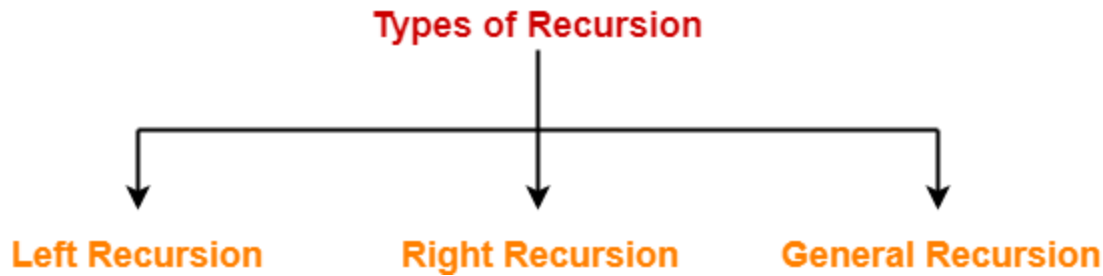 Types of Recursion
Left Recursion
Right Recursion
General Recursion